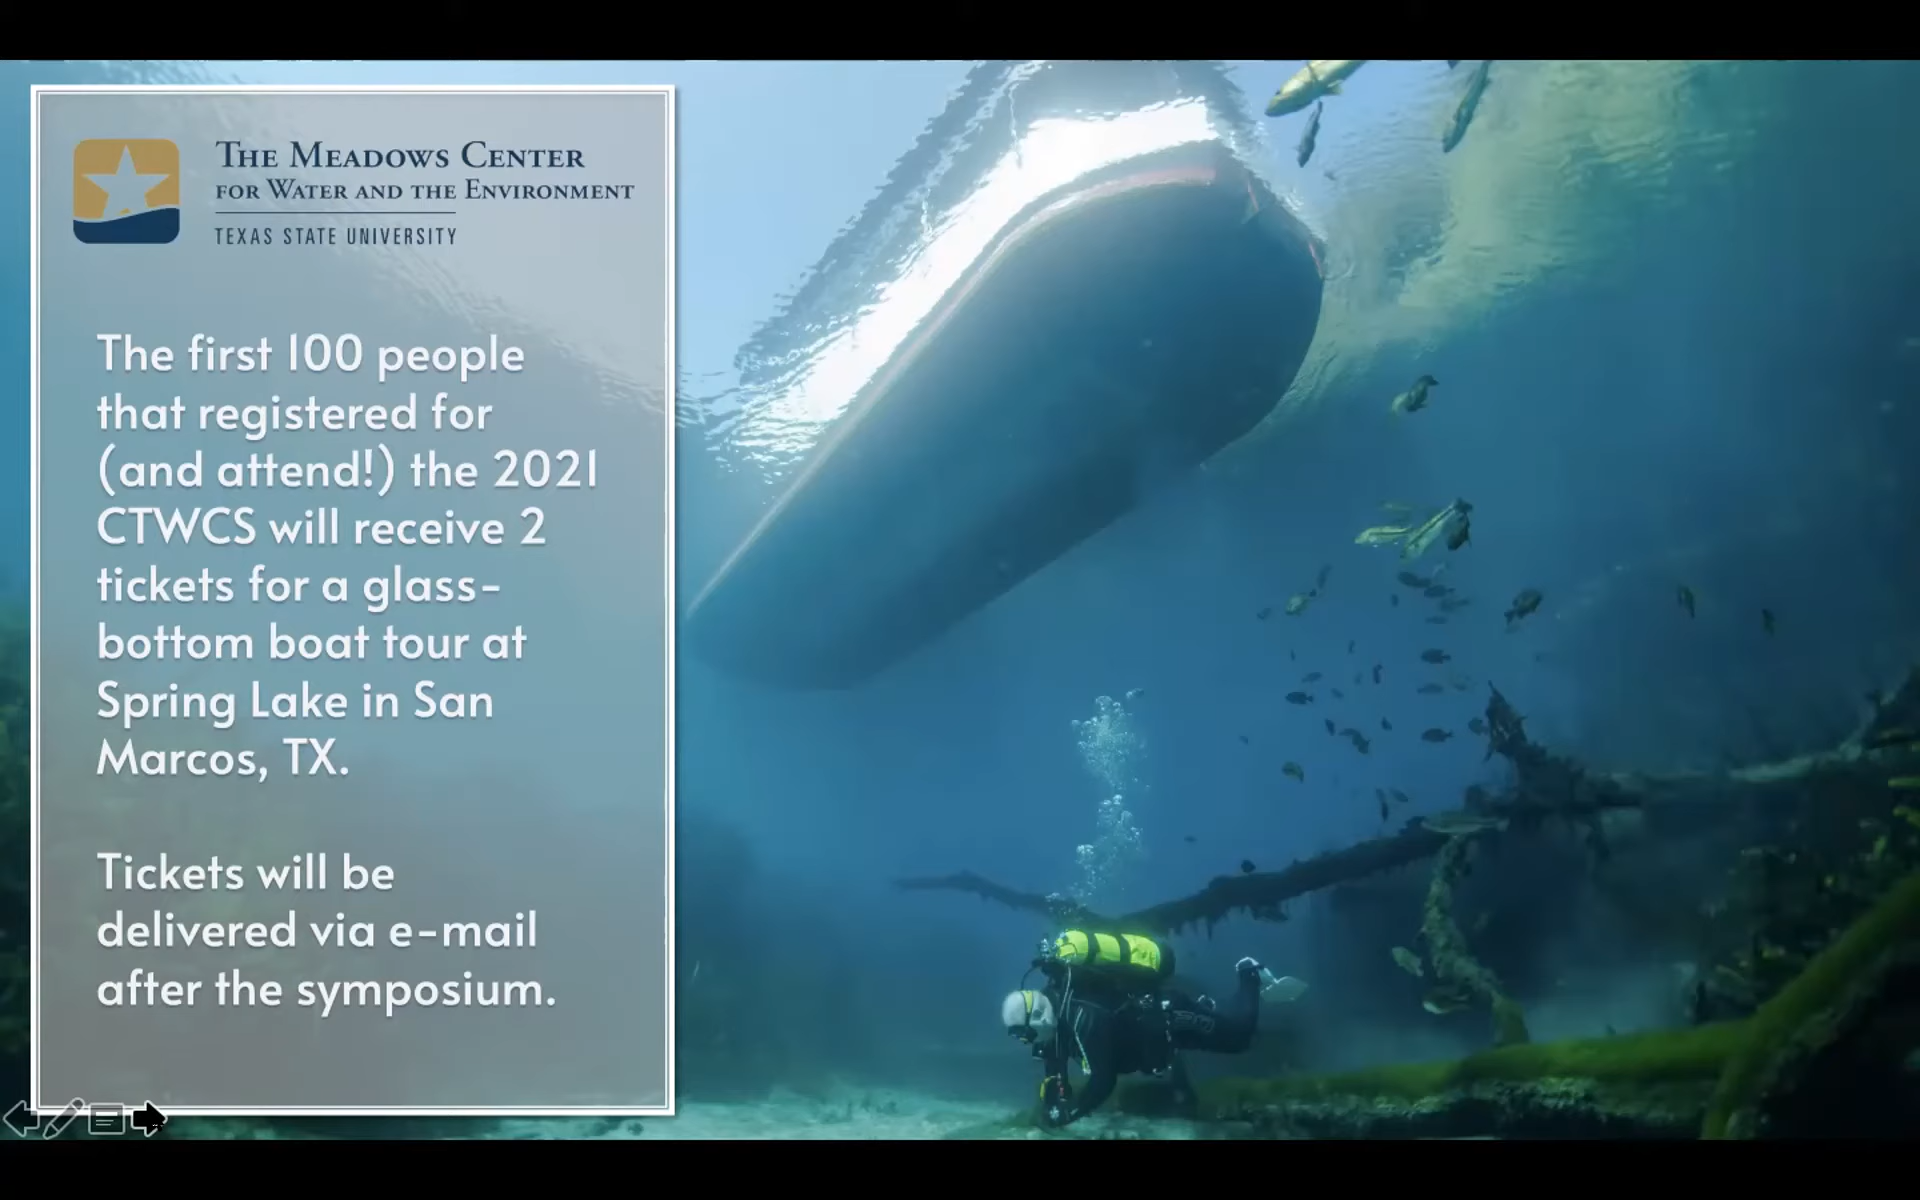 THE MEADOWS CENTER
FOR WATER AND THE ENVIRONMENT
TEXAS STATE UNIVERSITY
The first 100 people
that registered for
(and attend!) the 2021
CTWCS will receive 2
tickets for a glass-
bottom boat tour at
Spring Lake in San
Marcos, TX.
Tickets will be
delivered via e-mail
after the symposium.